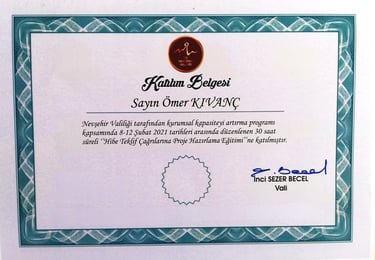 Katılım Belgesi
Sayın Ömer KIVANÇ
Nevşehir Valiliği tarafından kurumsal kapasiteyi artırma programı
kapsamında 8-12 Şubat 2021 tarihleri arasında düzenlenen 30 saat
süreli "Hibe Teklif Çağrılarına Proje Hazırlama Eğitimi"ne katılmıştır.
İnci SEZER BECEL
Vali